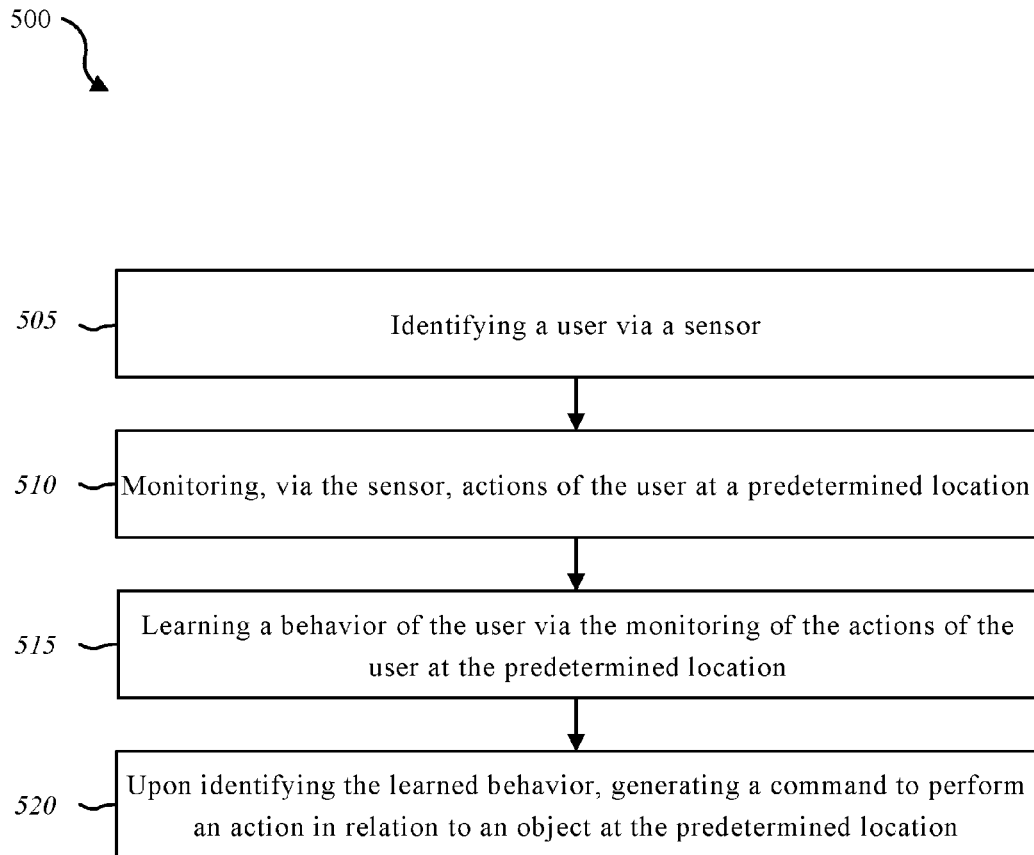 500
505
Identifying a user via a sensor
510
Monitoring, via the sensor, actions of the user at a predetermined location
515
Learning a behavior of the user via the monitoring of the actions of the
user at the predetermined location
520
Upon identifying the learned behavior, generating a command to perform
an action in relation to an object at the predetermined location